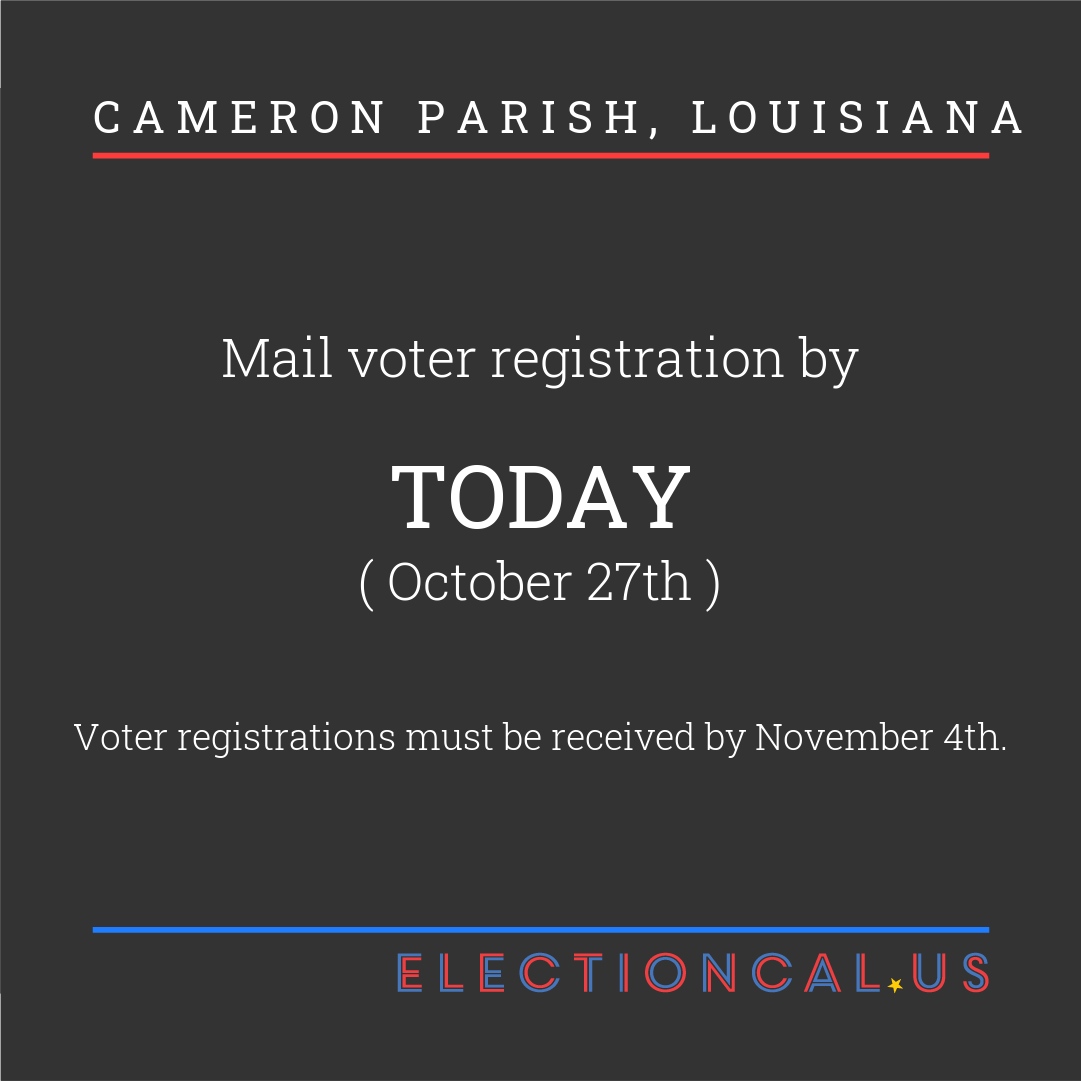 CAMERON PARISH, LOUISIANA
Mail voter registration by
TODAY
( October 27th )
Voter registrations must be received by November 4th.
ELECTIONCAL.US